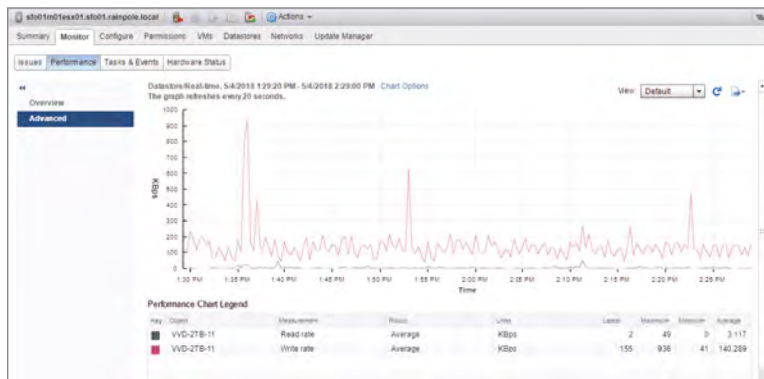 sfo01m01esx01.sfo01.rainpole.local Actions
Summary Monitor Configure Permissions VMs Datastores Networks Update Manager
Issues Performance Tasks & Events Hardware Status
Overview
Advanced
Datastore/Real-time, 5/4/2018 1:29:20 PM - 5/4/2018 2:29:00 PM Chart Options
The graph refreshes every 20 seconds.
View: Default
KBps
1000
900
800
700
600
500
400
300
200
100
0
1:30 PM 1:35 PM 1:40 PM 1:45 PM 1:50 PM 1:55 PM 2:00 PM 2:05 PM 2:10 PM 2:15 PM 2:20 PM 2:25 PM
Time
Performance Chart Legend
Key Object Measurement Rollup Units Latest Maximum Minimum Average
VVD-2TB-11 Read rate Average KBps 2 49 0 3.117
VVD-2TB-11 Write rate Average KBps 155 936 41 140.289